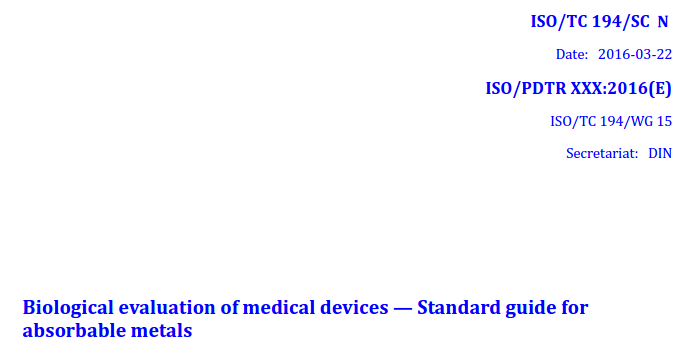 ISO/TC 194/SC  N
Date:  2016-03-22
ISO/PDTR XXX:2016(E)
ISO/TC 194/WG 15
Secretariat:  DIN
Biological evaluation of medical devices — Standard guide for
absorbable metals